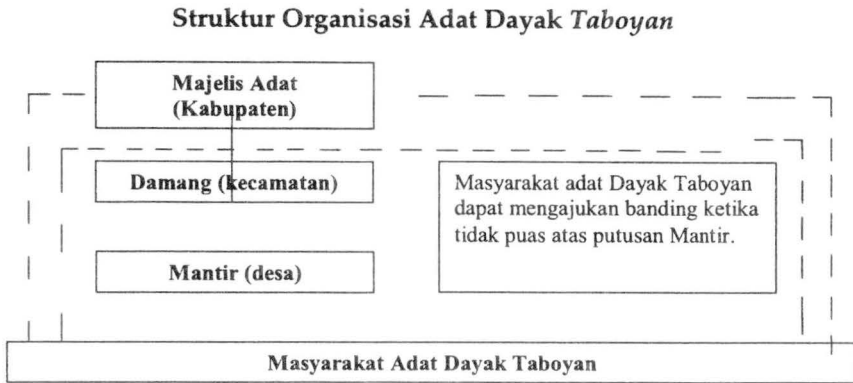 Struktur Organisasi Adat Dayak Taboyan
Majelis Adat
(Kabupaten)
Damang (kecamatan)
Masyarakat adat Dayak Taboyan
dapat mengajukan banding ketika
tidak puas atas putusan Mantir.
Mantir (desa)
Masyarakat Adat Dayak Taboyan